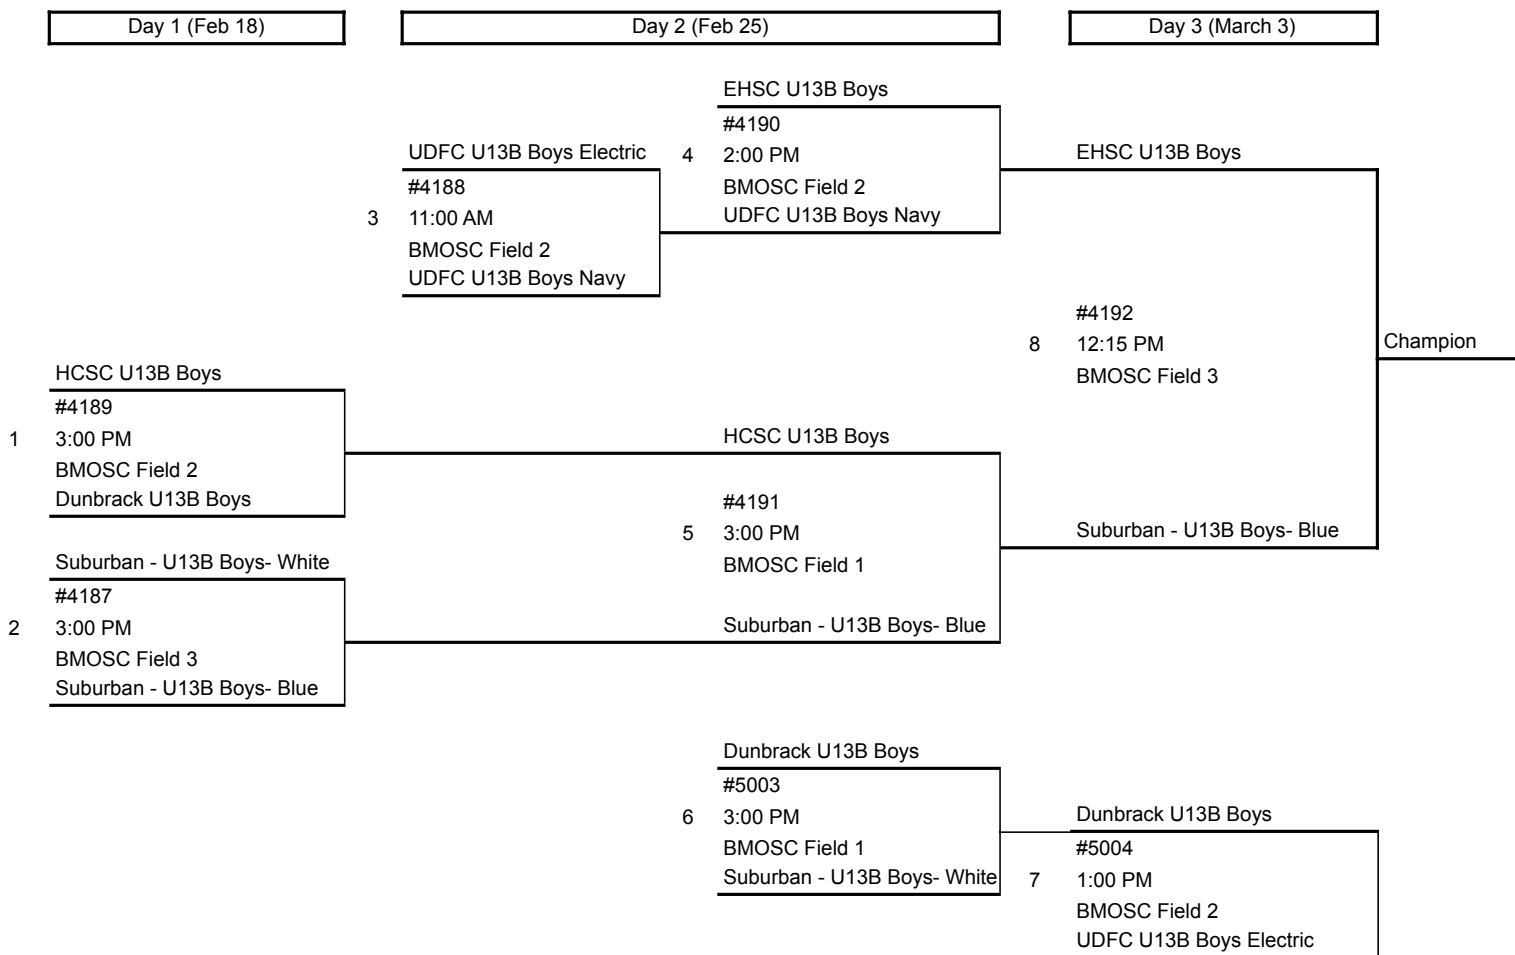 Day 1 (Feb 18)
Day 2 (Feb 25)
Day 3 (March 3)
EHSC U13B Boys
#4190
UDFC U13B Boys Electric
4
2:00 PM
EHSC U13B Boys
#4188
BMOSC Field 2
3
11:00 AM
UDFC U13B Boys Navy
BMOSC Field 2
UDFC U13B Boys Navy
#4192
8
12:15 PM
Champion
BMOSC Field 3
HCSC U13B Boys
#4189
1
3:00 PM
HCSC U13B Boys
BMOSC Field 2
Dunbrack U13B Boys
#4191
5
3:00 PM
Suburban - U13B Boys- Blue
BMOSC Field 1
Suburban - U13B Boys- White
#4187
2
3:00 PM
Suburban - U13B Boys- Blue
BMOSC Field 3
Suburban - U13B Boys- Blue
Dunbrack U13B Boys
#5003
6
3:00 PM
Dunbrack U13B Boys
BMOSC Field 1
#5004
Suburban - U13B Boys- White
7
1:00 PM
BMOSC Field 2
UDFC U13B Boys Electric